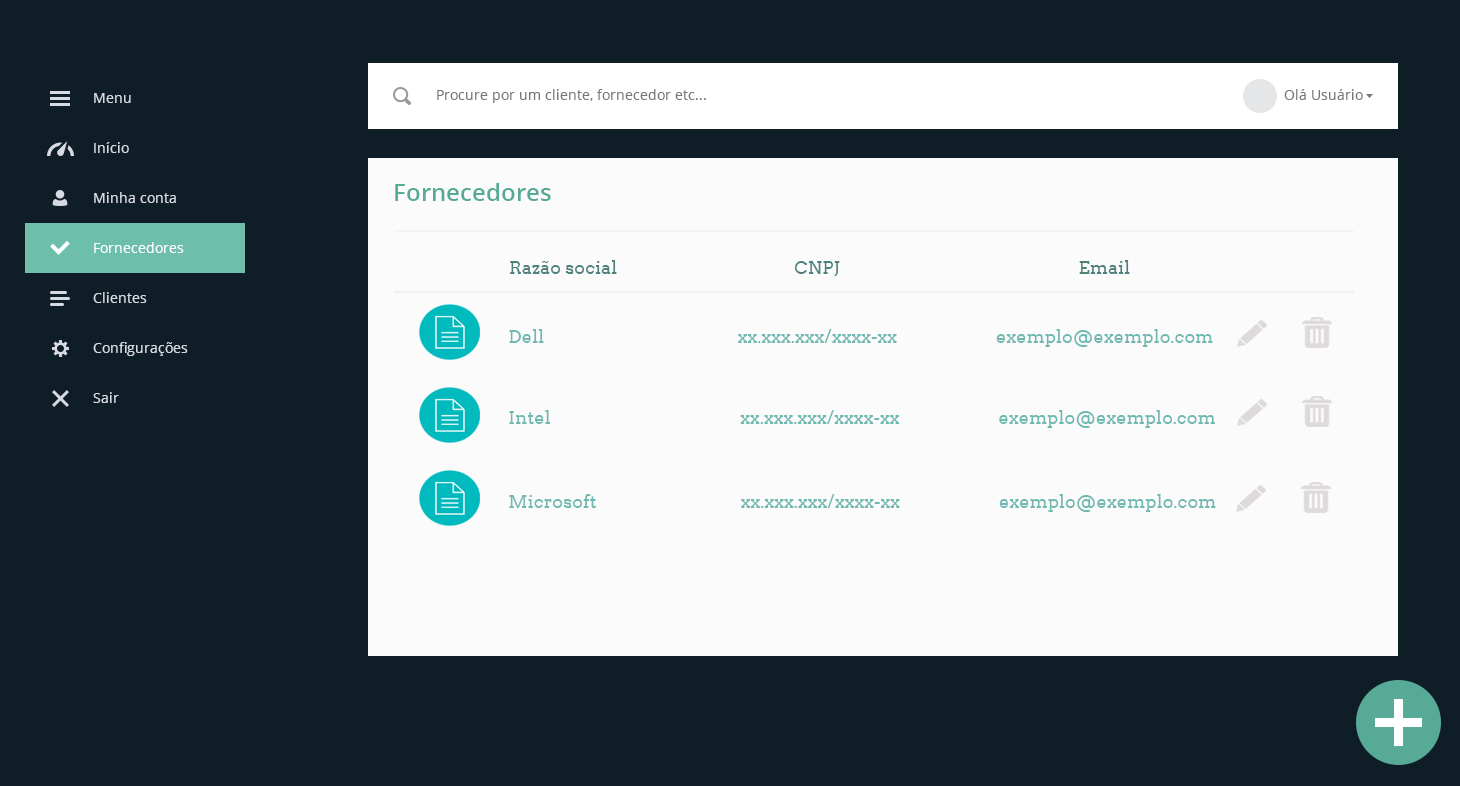 Menu
Início
Minha conta
Fornecedores
Clientes
Configurações
Sair
Procure por um cliente, fornecedor etc...
Olá Usuário
Fornecedores
Razão social CNPJ Email
Dell xx.xxx.xxx/xxxx-xx exemplo@exemplo.com
Intel xx.xxx.xxx/xxxx-xx exemplo@exemplo.com
Microsoft xx.xxx.xxx/xxxx-xx exemplo@exemplo.com